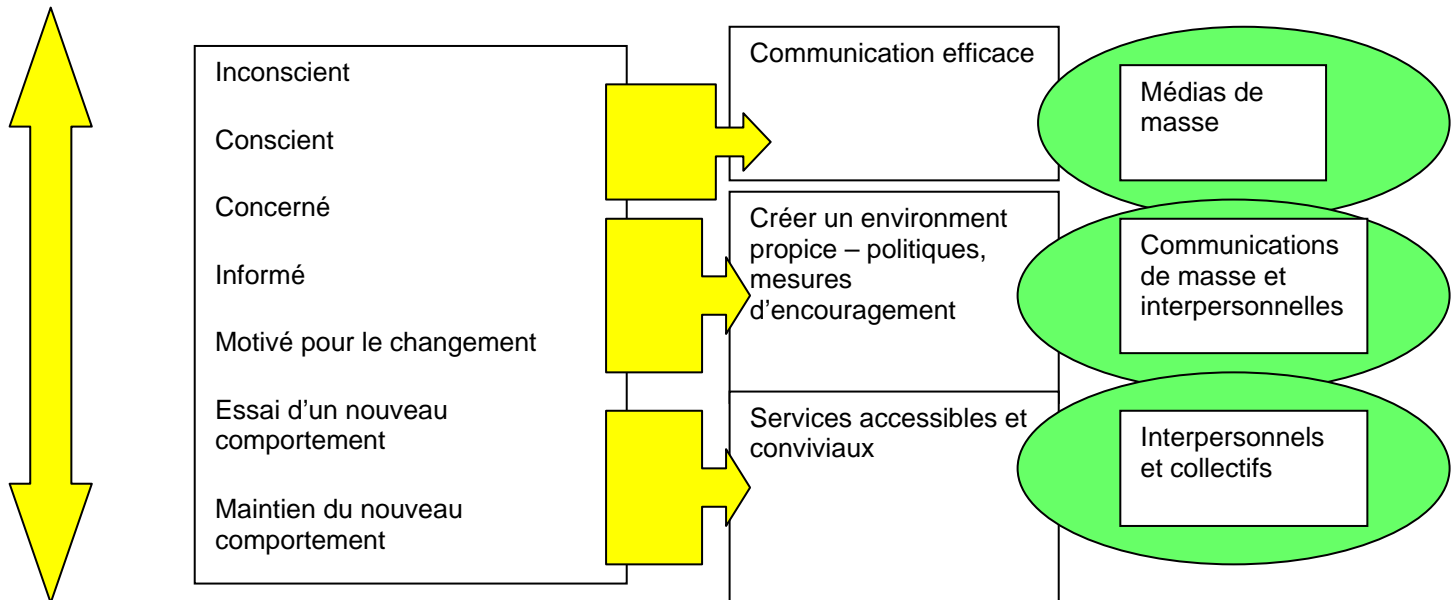 Inconscient
Conscient
Concerné
Informé
Motivé pour le changement
Essai d’un nouveau
comportement
Maintien du nouveau
comportement
Communication efficace
Créer un environment
propice – politiques,
mesures
d’encouragement
Services accessibles et
conviviaux
Médias de
masse
Communications
de masse et
interpersonnelles
Interpersonnels
et collectifs